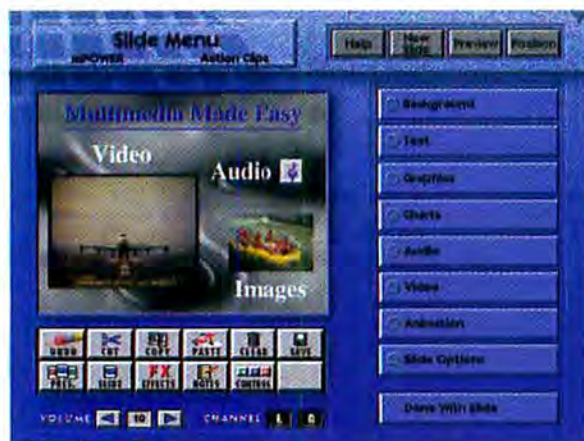 Slide Menu
mPOWER Action Clips
Help New Slide Preview Position
Multimedia Made Easy
Video
Audio
Images
Background
Text
Graphics
Charts
Audio
Video
Animation
Slide Options
Done With Slide
UNDO CUT COPY PASTE CLEAR SAVE
PRES. SLIDE EFFECTS NOTES CONTROL
VOLUME 10 CHANNEL L R